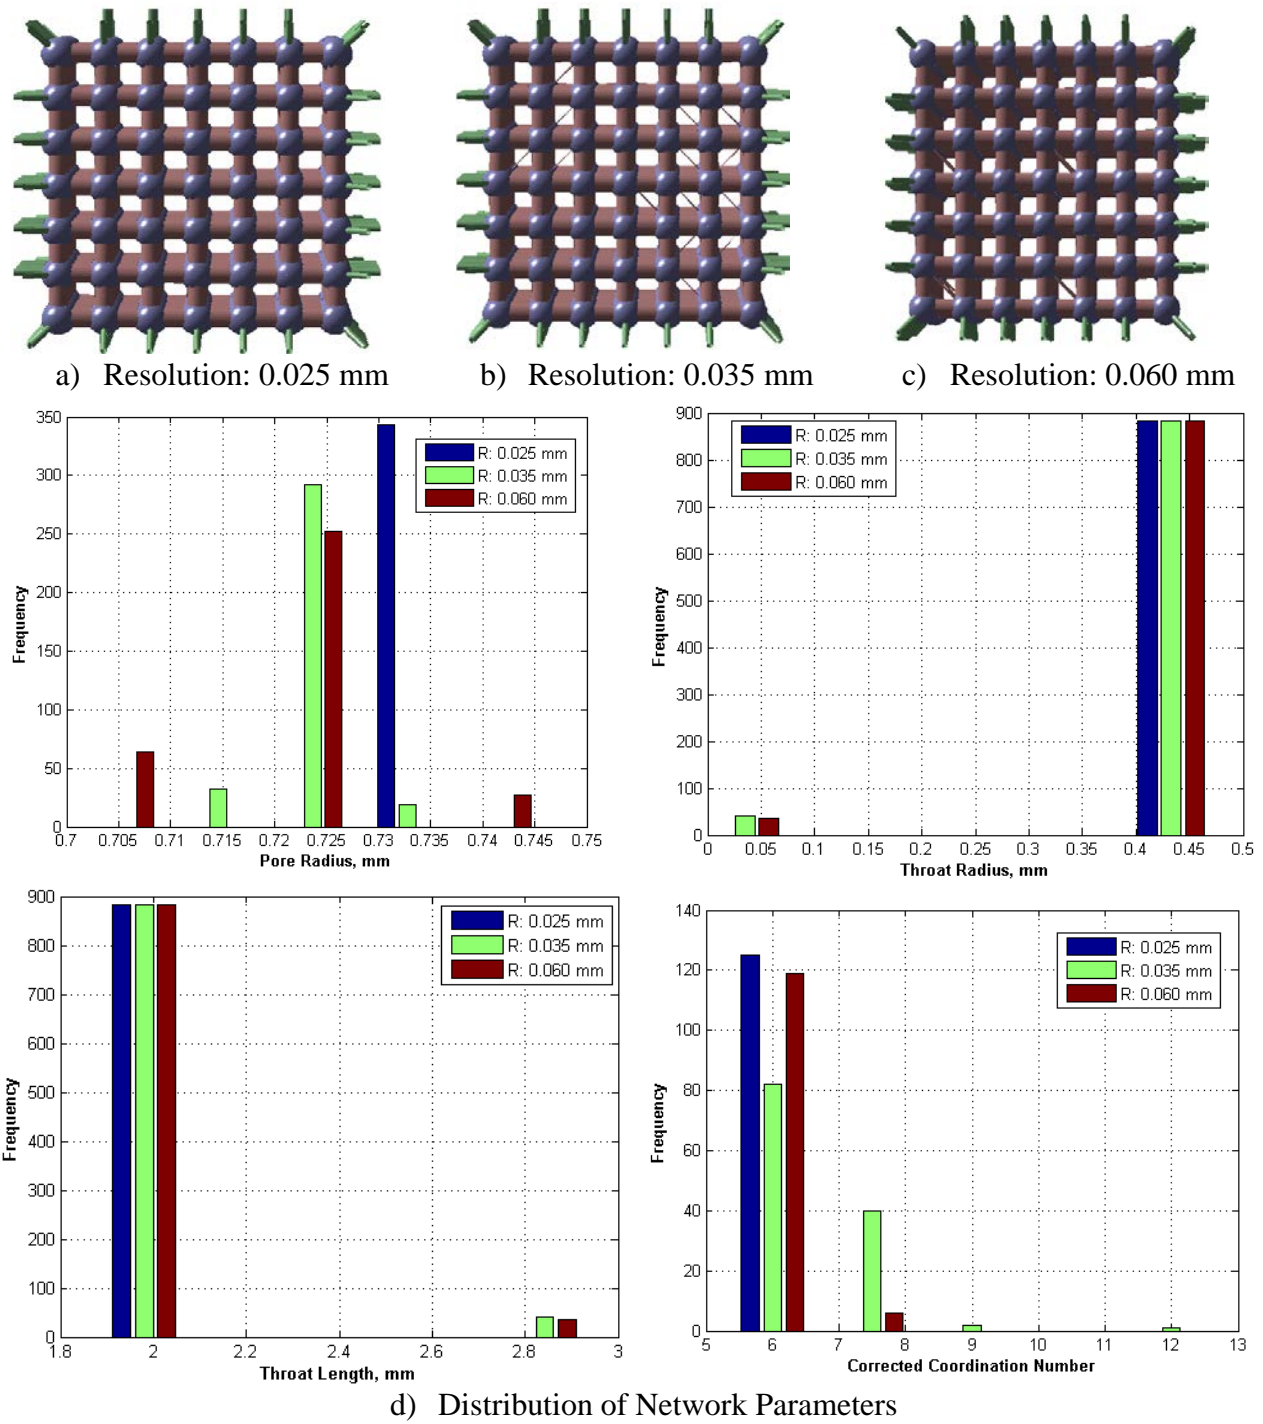 a) Resolution: 0.025 mm
b) Resolution: 0.035 mm
c) Resolution: 0.060 mm
350
300
250
200
150
100
50
0
Frequency
R: 0.025 mm
R: 0.035 mm
R: 0.060 mm
0.7 0.705 0.71 0.715 0.72 0.725 0.73 0.735 0.74 0.745 0.75
Pore Radius, mm
900
800
700
600
500
400
300
200
100
0
Frequency
R: 0.025 mm
R: 0.035 mm
R: 0.060 mm
0 0.05 0.1 0.15 0.2 0.25 0.3 0.35 0.4 0.45 0.5
Throat Radius, mm
900
800
700
600
500
400
300
200
100
0
Frequency
R: 0.025 mm
R: 0.035 mm
R: 0.060 mm
1.8 2 2.2 2.4 2.6 2.8 3
Throat Length, mm
140
120
100
80
60
40
20
0
Frequency
R: 0.025 mm
R: 0.035 mm
R: 0.060 mm
5 6 7 8 9 10 11 12 13
Corrected Coordination Number
d) Distribution of Network Parameters